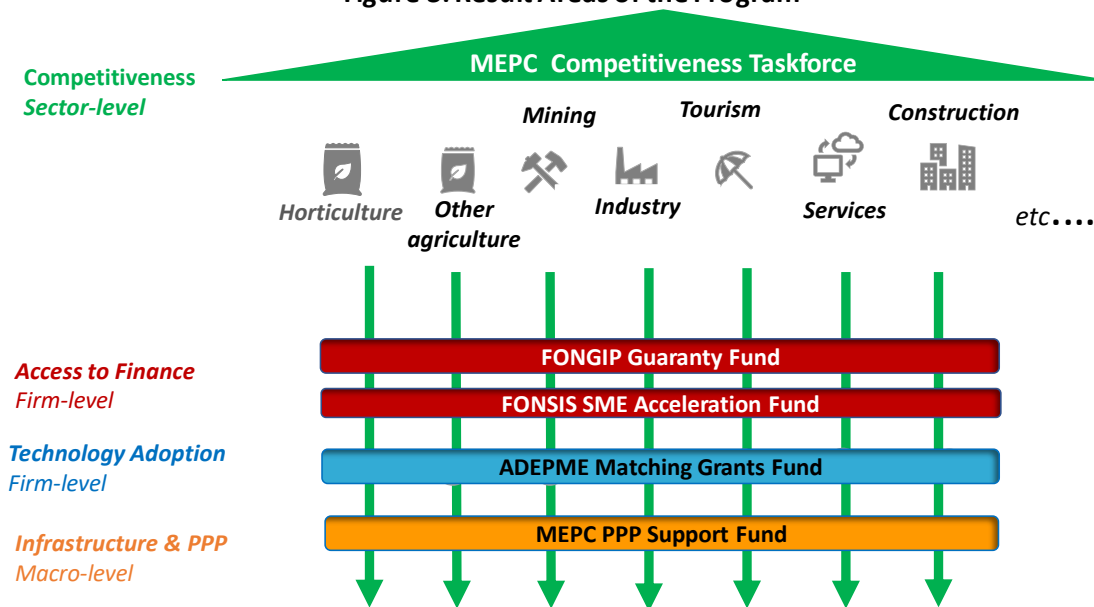 MEPC Competitiveness Taskforce
Competitiveness
Sector-level
Mining
Tourism
Construction
Horticulture
Other
agriculture
Industry
Services
etc....
FONGIP Guaranty Fund
Access to Finance
Firm-level
FONSIS SME Acceleration Fund
Technology Adoption
Firm-level
ADEPME Matching Grants Fund
MEPC PPP Support Fund
Infrastructure & PPP
Macro-level